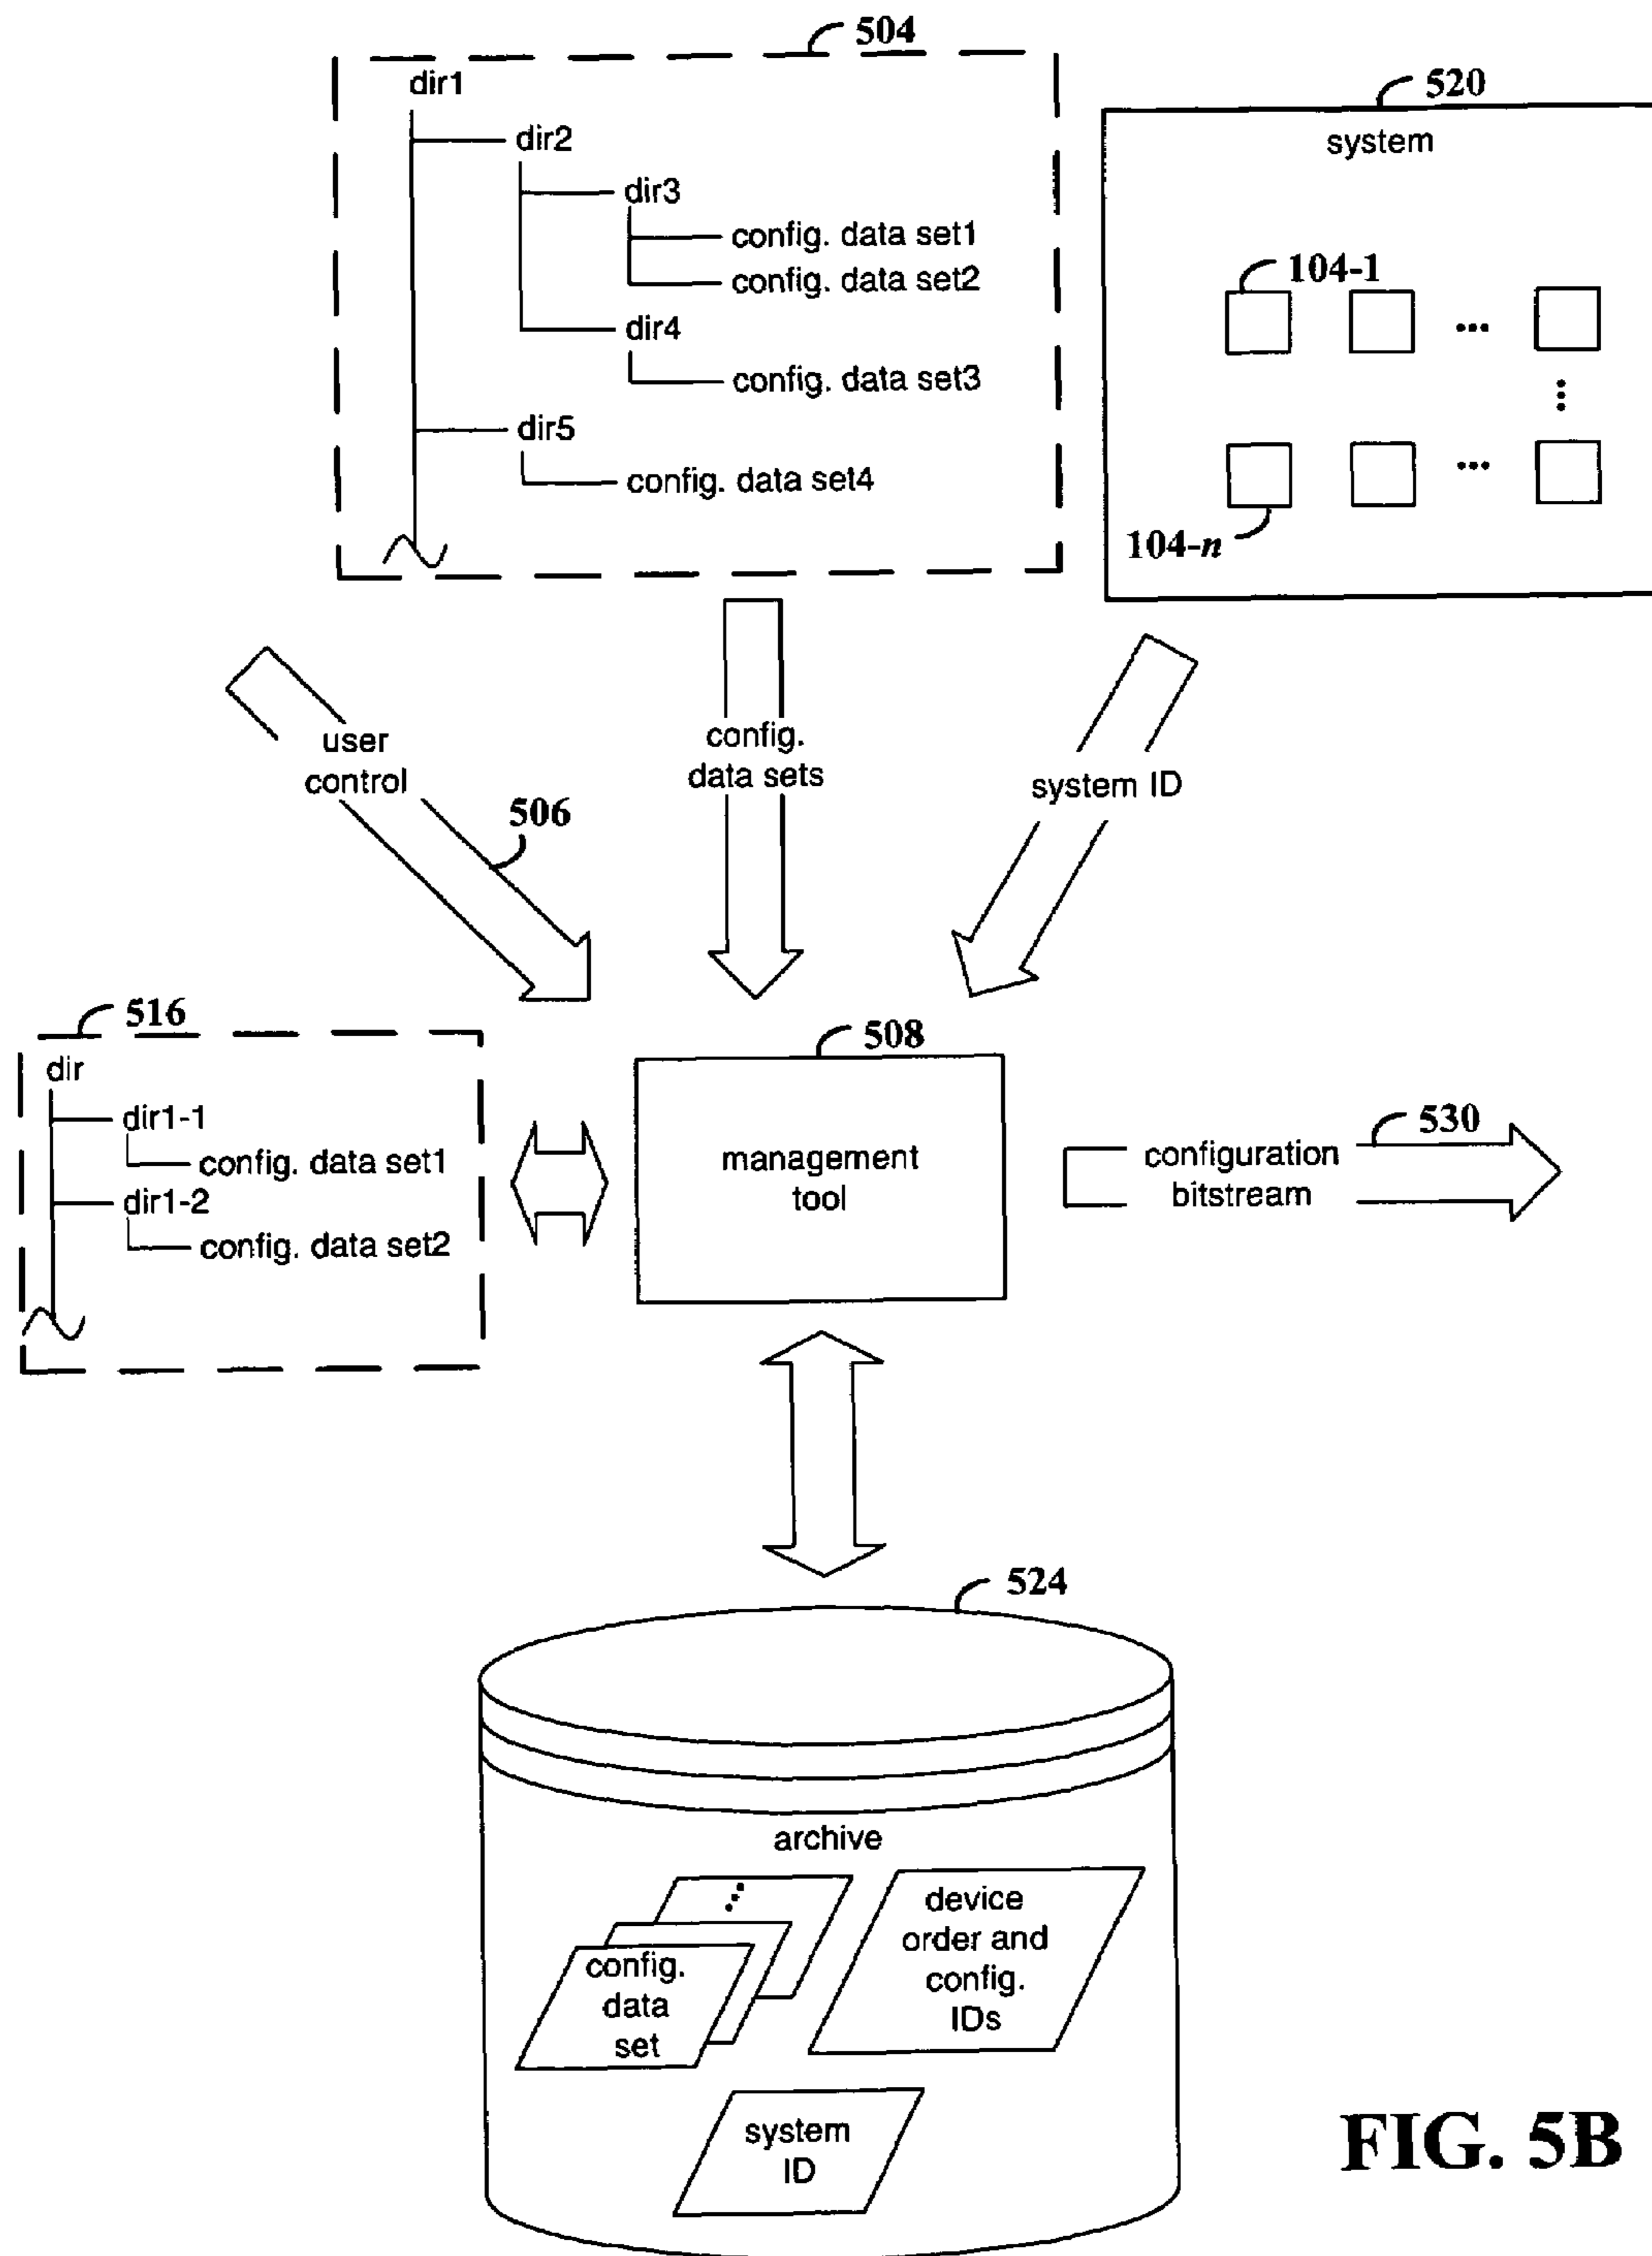 504
dir1
dir2
dir3
config. data set1
config. data set2
dir4
config. data set3
dir5
config. data set4
520
system
104-1
...
...
...
104-n
user
control
506
config.
data sets
system ID
516
dir
dir1-1
config. data set1
dir1-2
config. data set2
508
management
tool
530
configuration
bitstream
524
archive
...
config.
data
set
device
order and
config.
IDs
system
ID
FIG. 5B